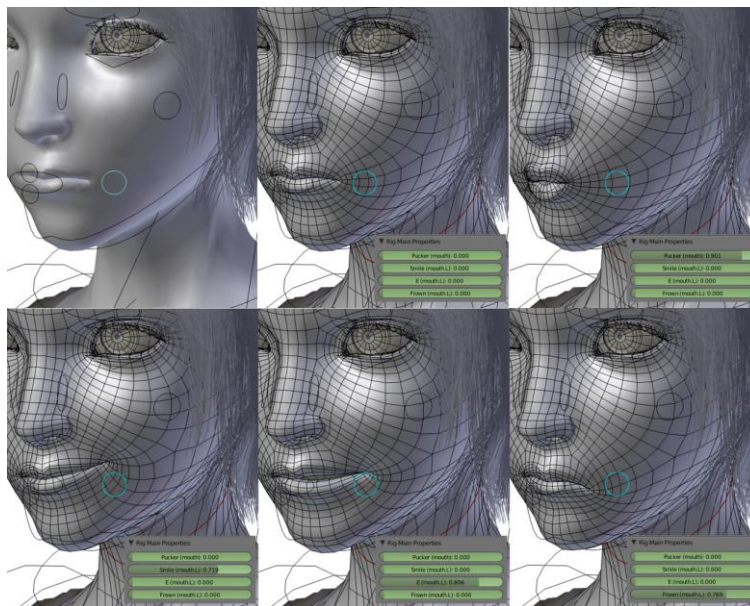 ▼ Rig Main Properties
Pucker (mouth): 0.000
Smile (mouth.L): 0.000
E (mouth.L): 0.000
Frown (mouth.L): 0.000
▼ Rig Main Properties
Pucker (mouth): 0.901
Smile (mouth.L): 0.000
E (mouth.L): 0.000
Frown (mouth.L): 0.000
▼ Rig Main Properties
Pucker (mouth): 0.000
Smile (mouth.L): 0.719
E (mouth.L): 0.000
Frown (mouth.L): 0.000
▼ Rig Main Properties
Pucker (mouth): 0.000
Smile (mouth.L): 0.000
E (mouth.L): 0.806
Frown (mouth.L): 0.000
▼ Rig Main Properties
Pucker (mouth): 0.000
Smile (mouth.L): 0.000
E (mouth.L): 0.000
Frown (mouth.L): 0.769